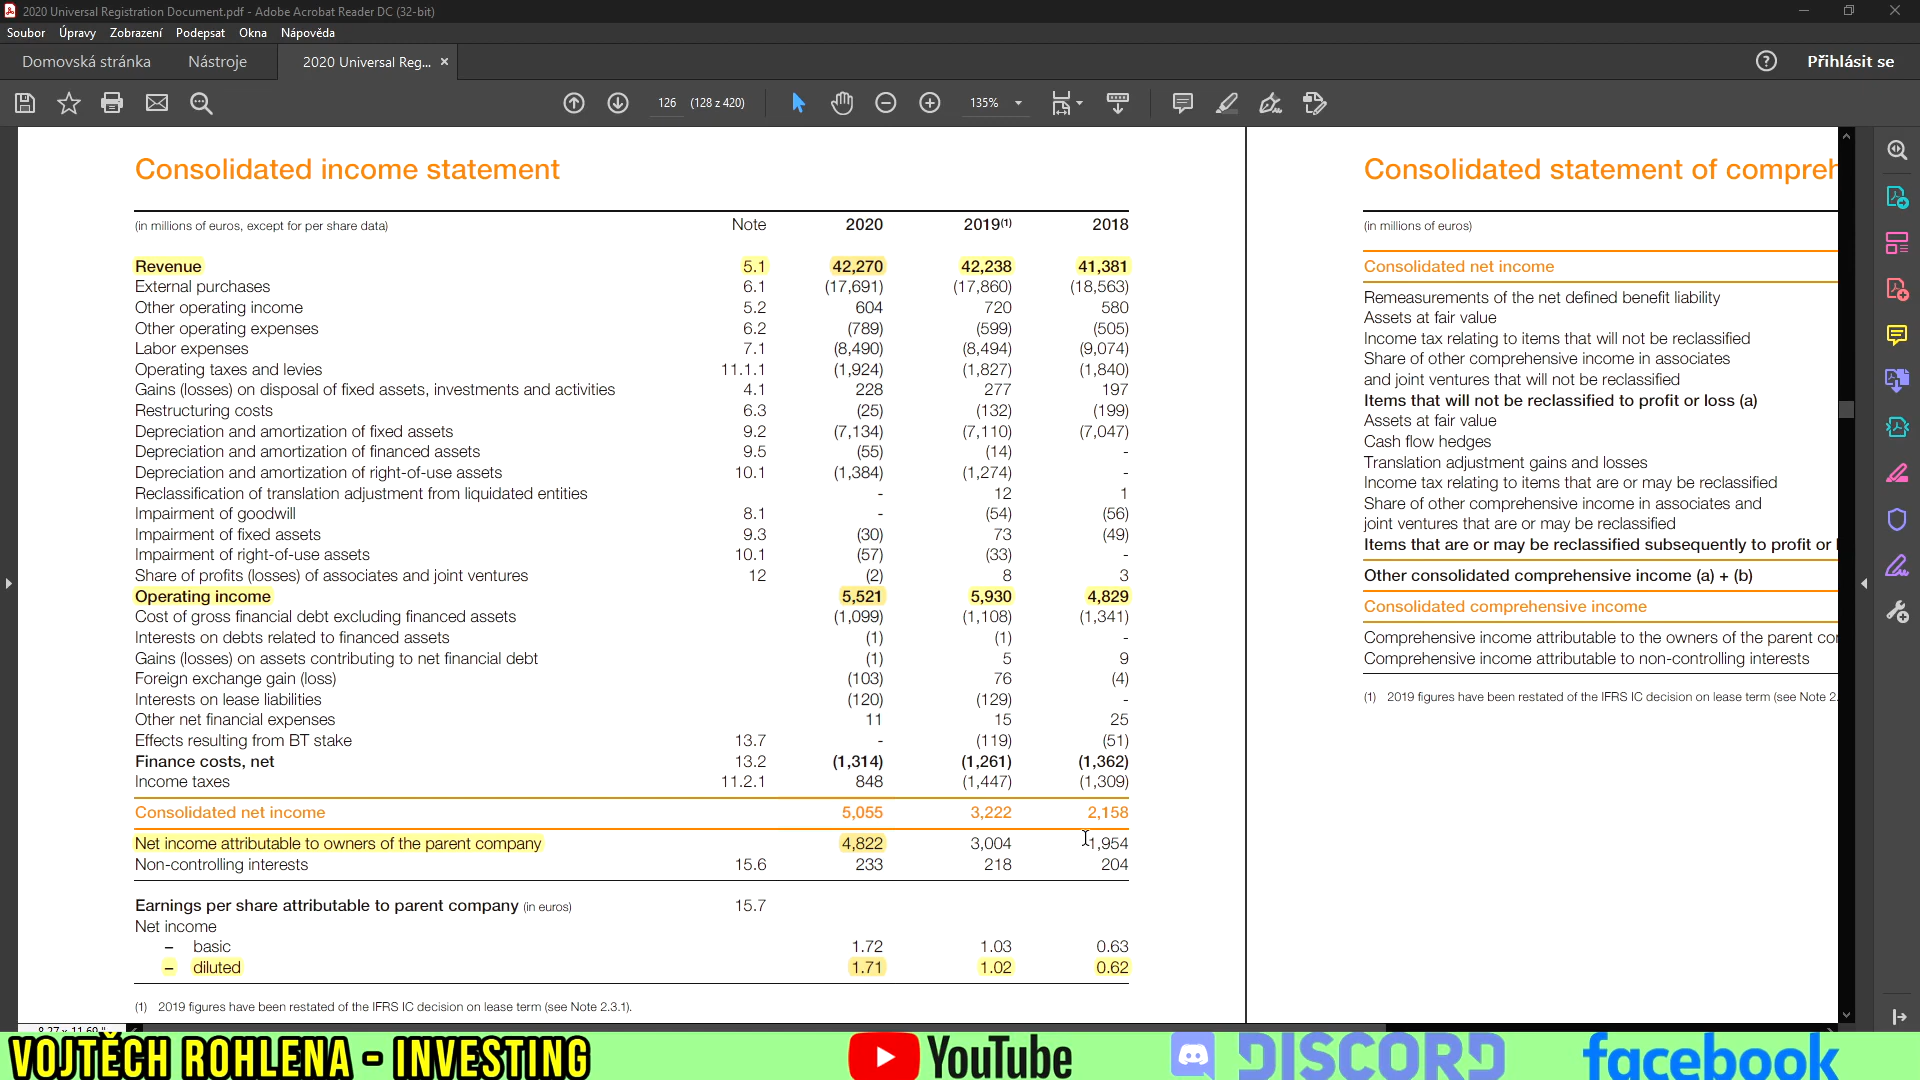 2020 Universal Registration Document.pdf - Adobe Acrobat Reader DC (32-bit)
Soubor Úpravy Zobrazení Podepsat Okna Nápověda
Domovská stránka Nástroje 2020 Universal Reg... × Přihlásit se
126 (128 z 420) 135%
Consolidated income statement
(in millions of euros, except for per share data) Note 2020 2019(1) 2018
Revenue 5.1 42,270 42,238 41,381
External purchases 6.1 (17,691) (17,860) (18,563)
Other operating income 5.2 604 720 580
Other operating expenses 6.2 (789) (599) (505)
Labor expenses 7.1 (8,490) (8,494) (9,074)
Operating taxes and levies 11.1.1 (1,924) (1,827) (1,840)
Gains (losses) on disposal of fixed assets, investments and activities 4.1 228 277 197
Restructuring costs 6.3 (25) (132) (199)
Depreciation and amortization of fixed assets 9.2 (7,134) (7,110) (7,047)
Depreciation and amortization of financed assets 9.5 (55) (14) -
Depreciation and amortization of right-of-use assets 10.1 (1,384) (1,274) -
Reclassification of translation adjustment from liquidated entities - 12 1
Impairment of goodwill 8.1 - (54) (56)
Impairment of fixed assets 9.3 (30) 73 (49)
Impairment of right-of-use assets 10.1 (57) (33) -
Share of profits (losses) of associates and joint ventures 12 (2) 8 3
Operating income 5,521 5,930 4,829
Cost of gross financial debt excluding financed assets (1,099) (1,108) (1,341)
Interests on debts related to financed assets (1) (1) -
Gains (losses) on assets contributing to net financial debt (1) 5 9
Foreign exchange gain (loss) (103) 76 (4)
Interests on lease liabilities (120) (129) -
Other net financial expenses 11 15 25
Effects resulting from BT stake 13.7 - (119) (51)
Finance costs, net 13.2 (1,314) (1,261) (1,362)
Income taxes 11.2.1 848 (1,447) (1,309)
Consolidated net income 5,055 3,222 2,158
Net income attributable to owners of the parent company 4,822 3,004 1,954
Non-controlling interests 15.6 233 218 204
Earnings per share attributable to parent company (in euros) 15.7
Net income
– basic 1.72 1.03 0.63
– diluted 1.71 1.02 0.62
(1) 2019 figures have been restated of the IFRS IC decision on lease term (see Note 2.3.1).
Consolidated statement of compreh
(in millions of euros)
Consolidated net income
Remeasurements of the net defined benefit liability
Assets at fair value
Income tax relating to items that will not be reclassified
Share of other comprehensive income in associates
and joint ventures that will not be reclassified
Items that will not be reclassified to profit or loss (a)
Assets at fair value
Cash flow hedges
Translation adjustment gains and losses
Income tax relating to items that are or may be reclassified
Share of other comprehensive income in associates and
joint ventures that are or may be reclassified
Items that are or may be reclassified subsequently to profit or
Other consolidated comprehensive income (a) + (b)
Consolidated comprehensive income
Comprehensive income attributable to the owners of the parent cor
Comprehensive income attributable to non-controlling interests
(1) 2019 figures have been restated of the IFRS IC decision on lease term (see Note 2.
VOJTĚCH ROHLENA - INVESTING YouTube DISCORD facebook